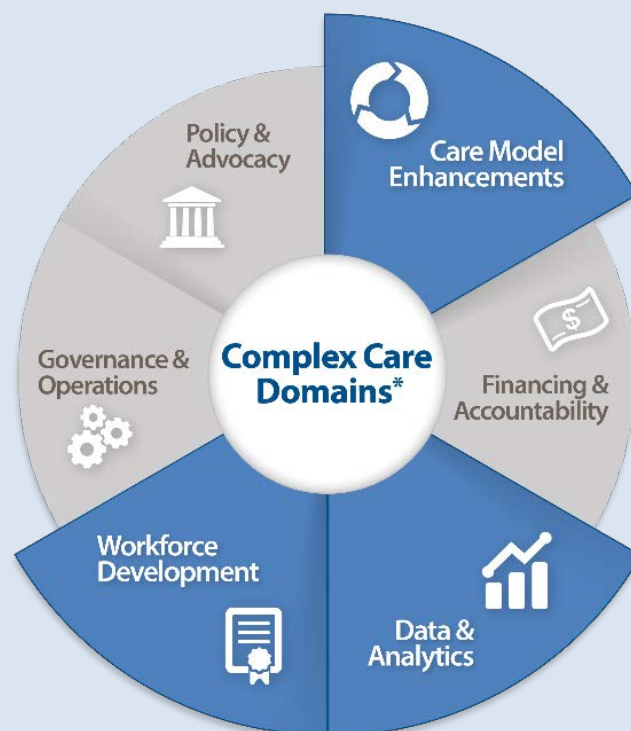 Policy &
Advocacy
Care Model
Enhancements
Governance &
Operations
Complex Care
Domains*
$
Financing &
Accountability
Workforce
Development
Data &
Analytics